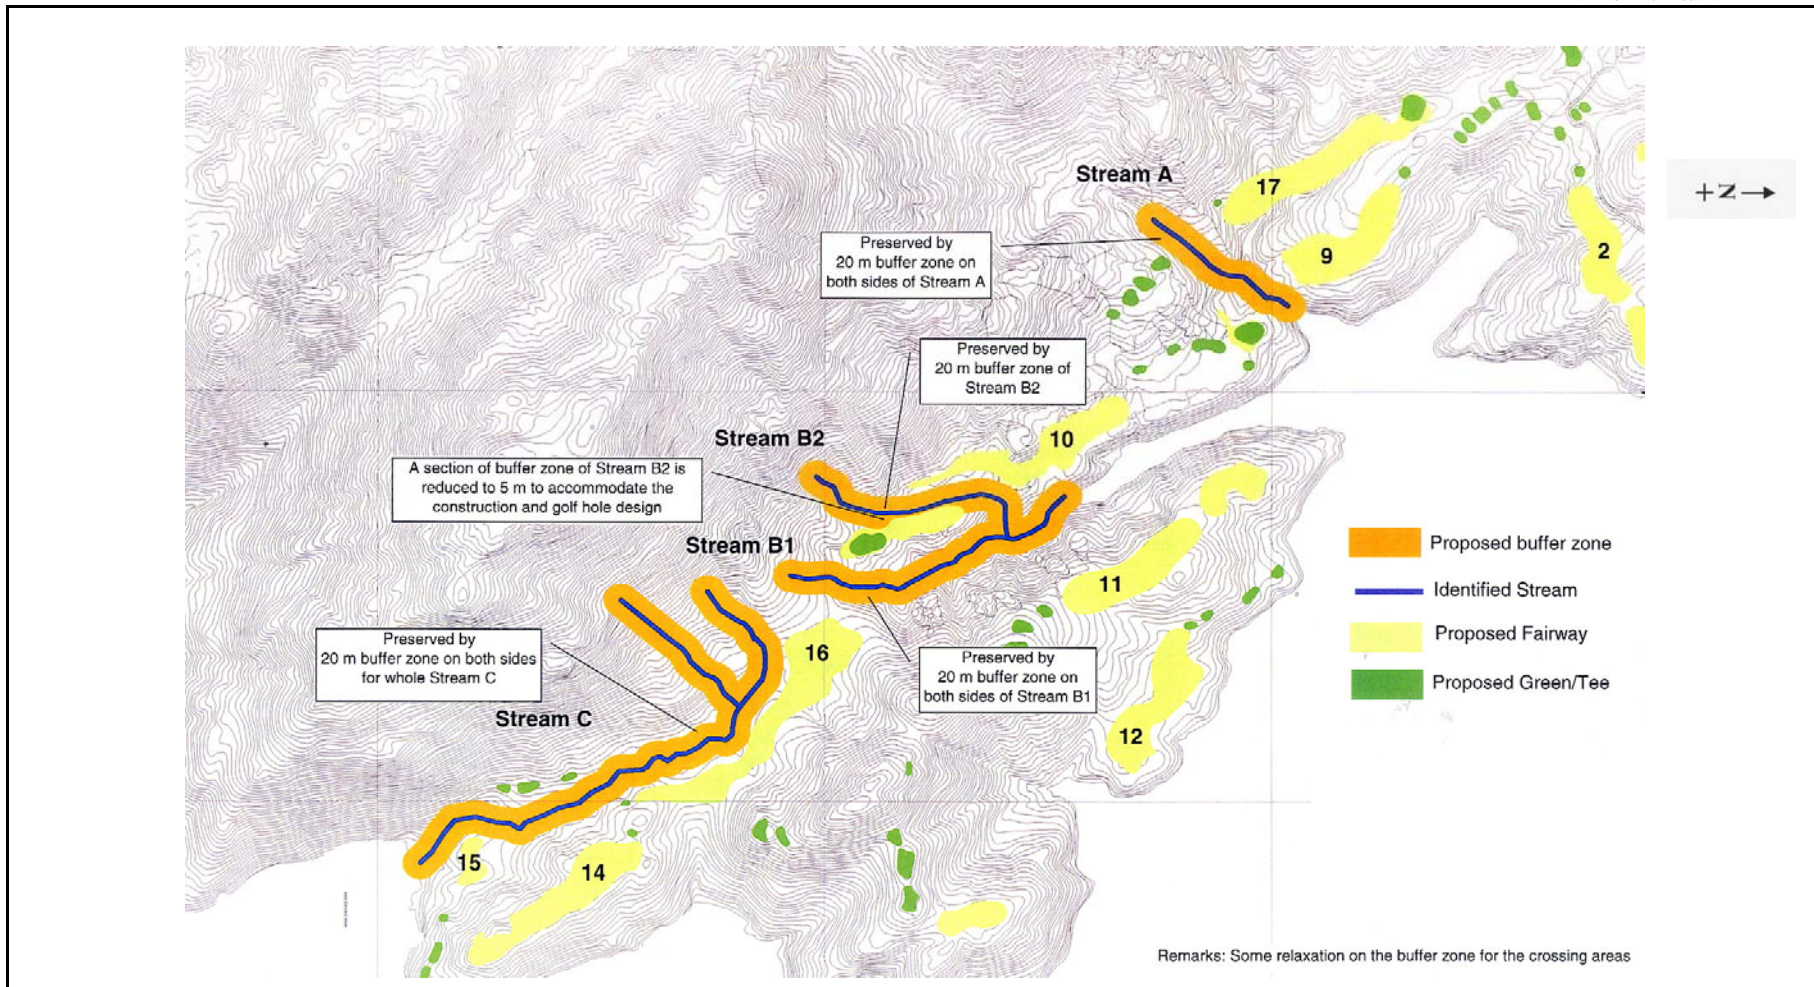 Stream A
17
+Z→
Preserved by
20 m buffer zone on
both sides of Stream A
9
2
Preserved by
20 m buffer zone of
Stream B2
Stream B2
10
A section of buffer zone of Stream B2 is
reduced to 5 m to accommodate the
construction and golf hole design
Stream B1
Proposed buffer zone
11
Identified Stream
Proposed Fairway
Preserved by
20 m buffer zone on both sides
for whole Stream C
16
Preserved by
20 m buffer zone on
both sides of Stream B1
Proposed Green/Tee
Stream C
12
15
14
Remarks: Some relaxation on the buffer zone for the crossing areas